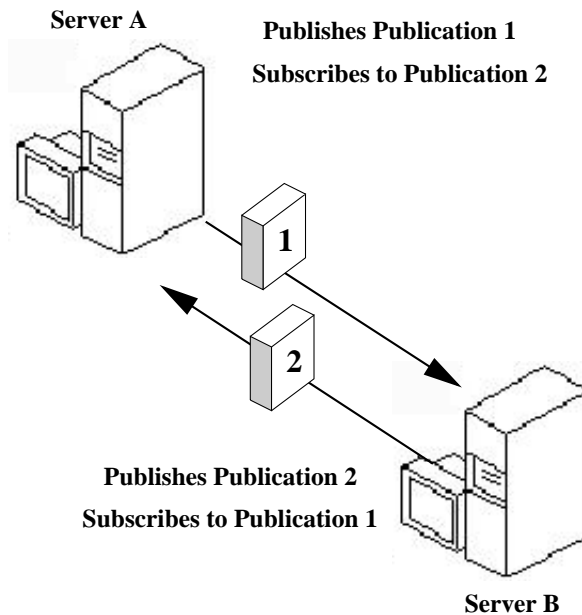 Server A
Publishes Publication 1
Subscribes to Publication 2
1
2
Publishes Publication 2
Subscribes to Publication 1
Server B